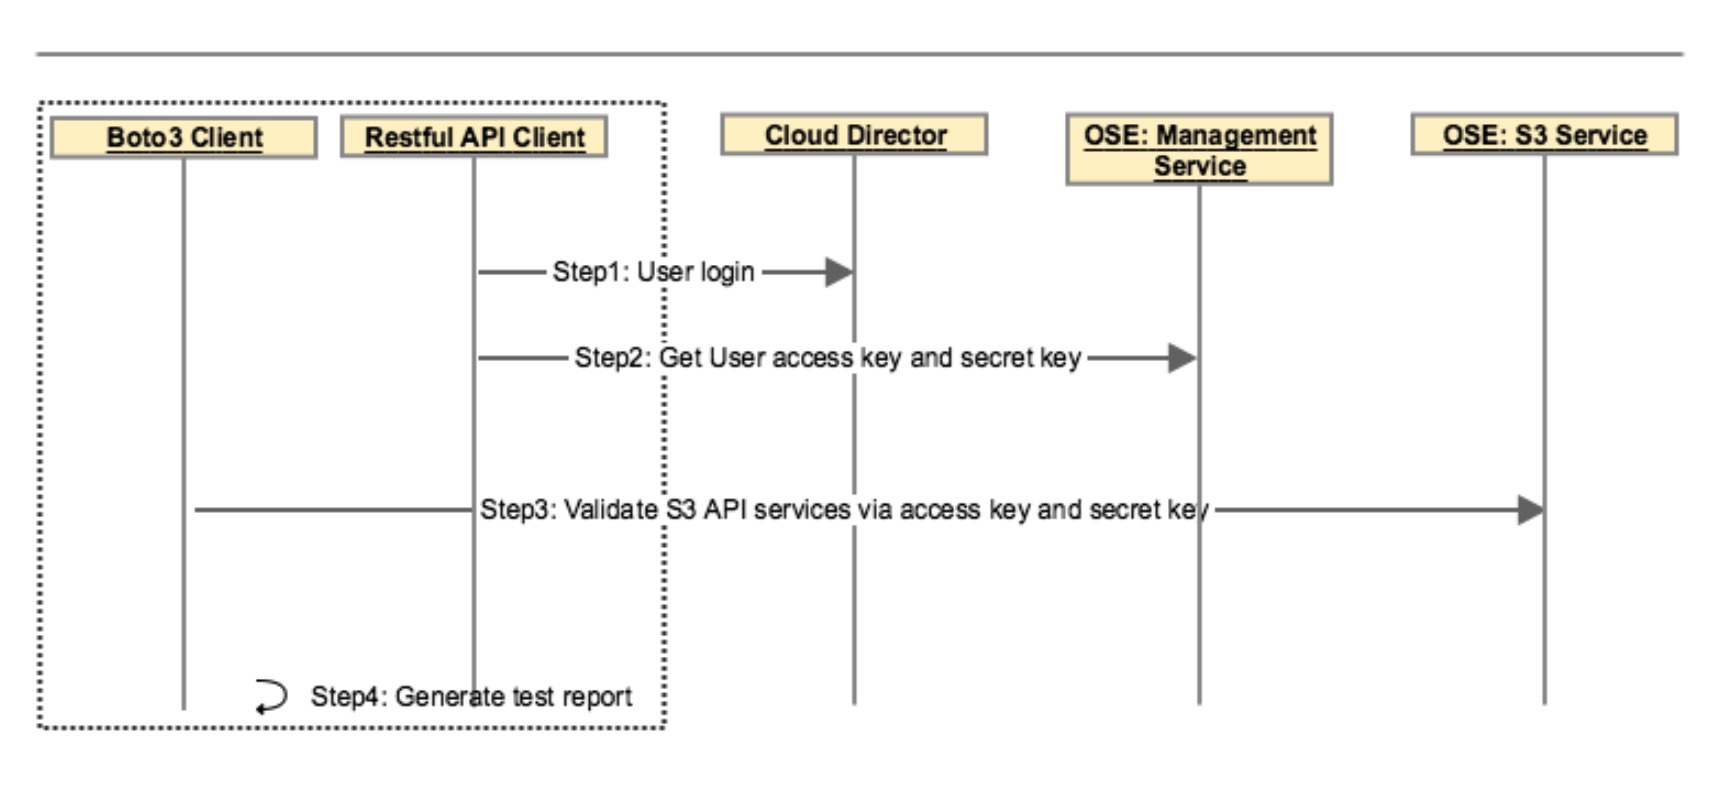 Boto3 Client
Restful API Client
Cloud Director
OSE: Management
Service
OSE: S3 Service
Step1: User login
Step2: Get User access key and secret key
Step3: Validate S3 API services via access key and secret key
Step4: Generate test report